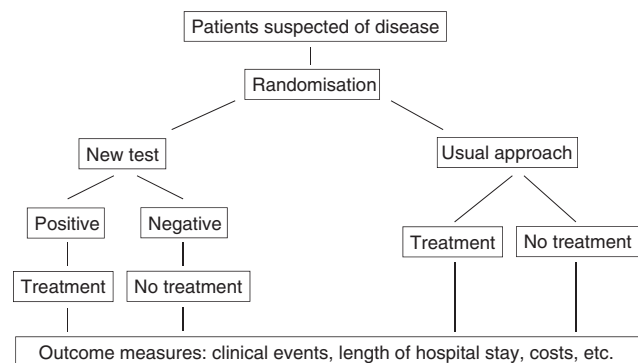 Patients suspected of disease
Randomisation
New test
Usual approach
Positive
Negative
Treatment
No treatment
Treatment
No treatment
Outcome measures: clinical events, length of hospital stay, costs, etc.